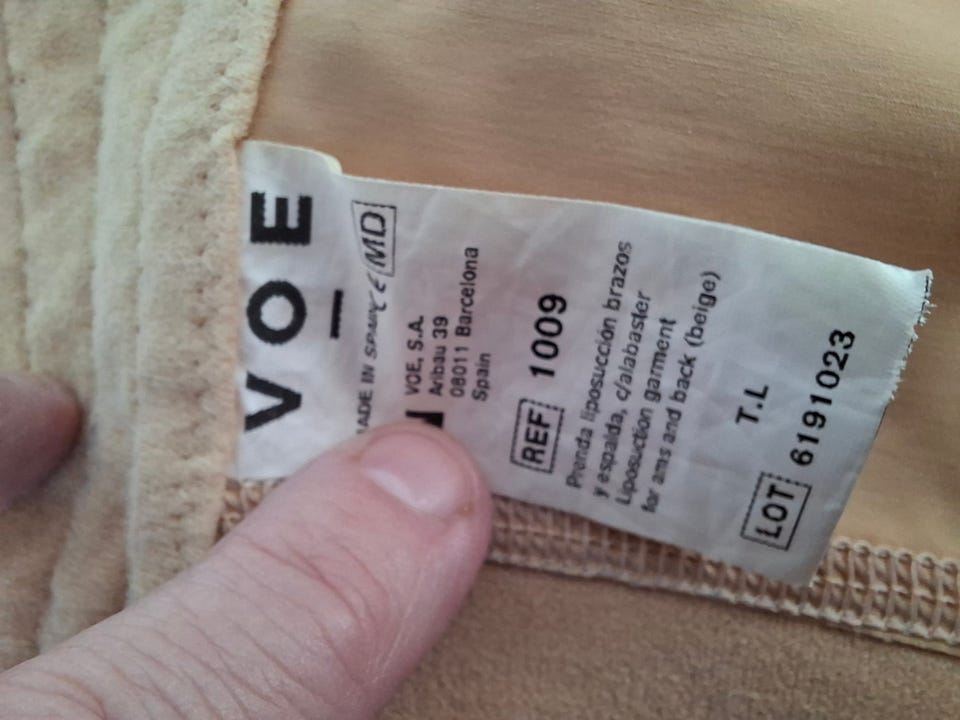 VOE
MADE IN SPAIN CE MD
VOE, S.A.
Aribau 39
08011 Barcelona
Spain
REF 1009
Prenda liposucción brazos
y espalda, c/alabaster
Liposuction garment
for arms and back (beige)
T.L
LOT 6191023